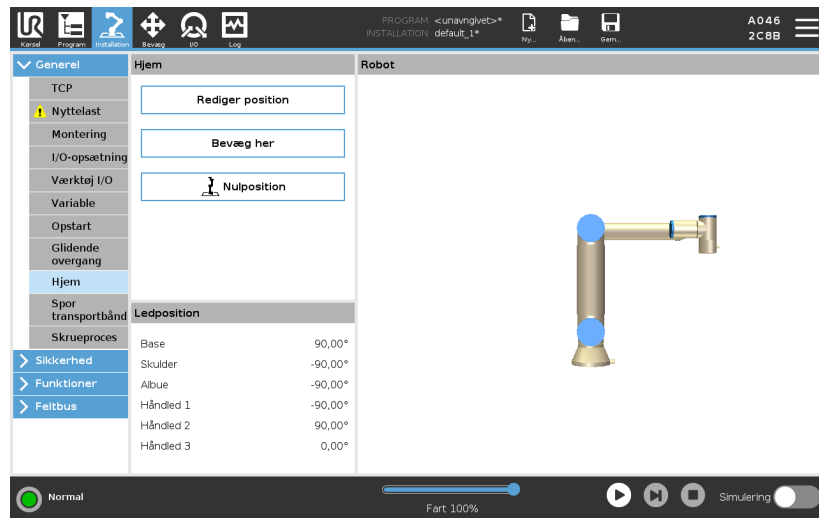 UR
PROGRAM <unavngivet>*
INSTALLATION default_1*
Kørsel Program Installation Bevæg I/O Log
Ny... Åben... Gem...
A046
2C8B
Generel
TCP
Nyttelast
Montering
I/O-opsætning
Værktøj I/O
Variable
Opstart
Glidende
overgang
Hjem
Spor
transportbånd
Skrueproces
Sikkerhed
Funktioner
Feltbus
Hjem
Rediger position
Bevæg her
Nulposition
Ledposition
Base 90,00°
Skulder -90,00°
Albue -90,00°
Håndled 1 -90,00°
Håndled 2 90,00°
Håndled 3 0,00°
Robot
Normal
Fart 100%
Simulering